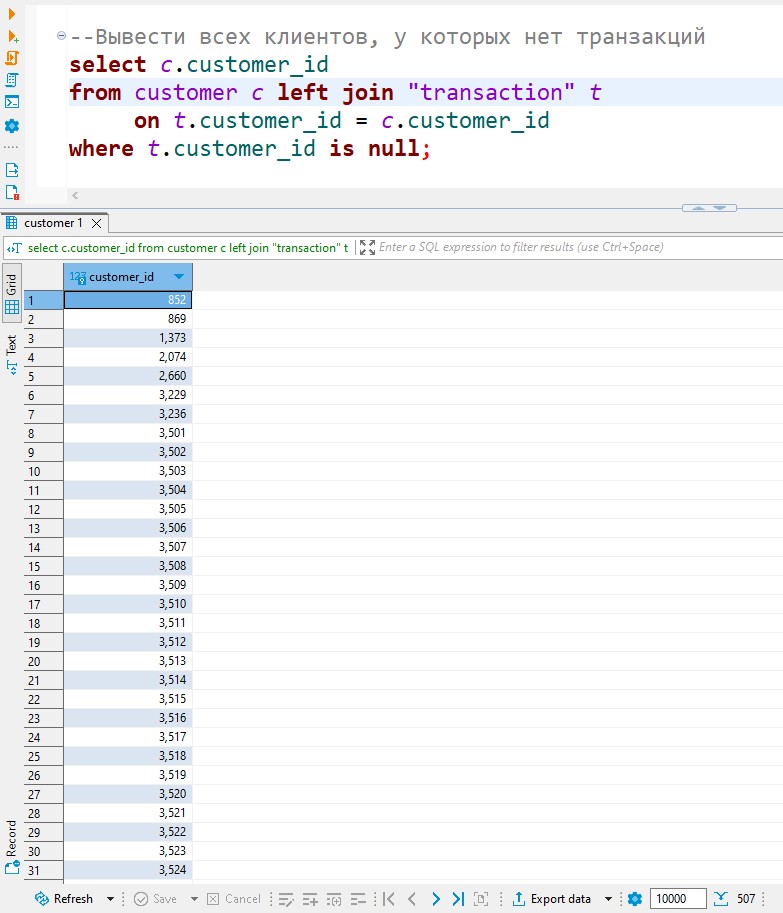 --Вывести всех клиентов, у которых нет транзакций
select c.customer_id
from customer c left join "transaction" t
on t.customer_id = c.customer_id
where t.customer_id is null;
customer 1
select c.customer_id from customer c left join "transaction" t
Enter a SQL expression to filter results (use Ctrl+Space)
Grid
Text
Record
123 customer_id
1 852
2 869
3 1,373
4 2,074
5 2,660
6 3,229
7 3,236
8 3,501
9 3,502
10 3,503
11 3,504
12 3,505
13 3,506
14 3,507
15 3,508
16 3,509
17 3,510
18 3,511
19 3,512
20 3,513
21 3,514
22 3,515
23 3,516
24 3,517
25 3,518
26 3,519
27 3,520
28 3,521
29 3,522
30 3,523
31 3,524
Refresh Save Cancel Export data 10000 507